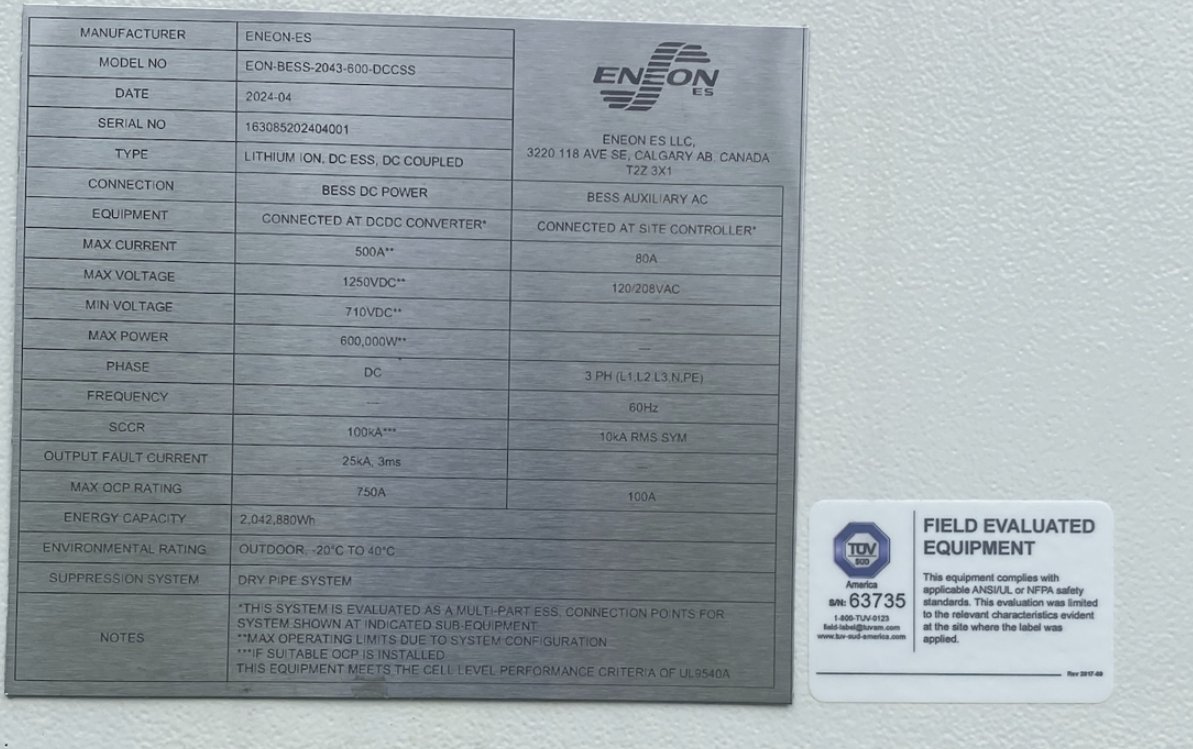 MANUFACTURER ENEON-ES
MODEL NO EON-BESS-2043-600-DCCSS
DATE 2024-04
SERIAL NO 163085202404001
TYPE LITHIUM ION, DC ESS, DC COUPLED
ENEON
ES
ENEON ES LLC,
3220 118 AVE SE, CALGARY AB, CANADA
T2Z 3X1
CONNECTION BESS DC POWER BESS AUXILIARY AC
EQUIPMENT CONNECTED AT DCDC CONVERTER* CONNECTED AT SITE CONTROLLER*
MAX CURRENT 500A** 80A
MAX VOLTAGE 1250VDC** 120/208VAC
MIN VOLTAGE 710VDC** —
MAX POWER 600,000W** —
PHASE DC 3 PH (L1,L2,L3,N,PE)
FREQUENCY — 60Hz
SCCR 100kA*** 10kA RMS SYM
OUTPUT FAULT CURRENT 25kA, 3ms —
MAX OCP RATING 750A 100A
ENERGY CAPACITY 2,042,880Wh
ENVIRONMENTAL RATING OUTDOOR, -20°C TO 40°C
SUPPRESSION SYSTEM DRY PIPE SYSTEM
NOTES
*THIS SYSTEM IS EVALUATED AS A MULTI-PART ESS, CONNECTION POINTS FOR
SYSTEM SHOWN AT INDICATED SUB-EQUIPMENT
**MAX OPERATING LIMITS DUE TO SYSTEM CONFIGURATION
***IF SUITABLE OCP IS INSTALLED
THIS EQUIPMENT MEETS THE CELL LEVEL PERFORMANCE CRITERIA OF UL9540A
TÜV
SÜD
America
S/N: 63735
1-800-TUV-0123
field-label@tuvam.com
www.tuv-sud-america.com
FIELD EVALUATED
EQUIPMENT
This equipment complies with
applicable ANSI/UL or NFPA safety
standards. This evaluation was limited
to the relevant characteristics evident
at the site where the label was
applied.
Rev 2017-09